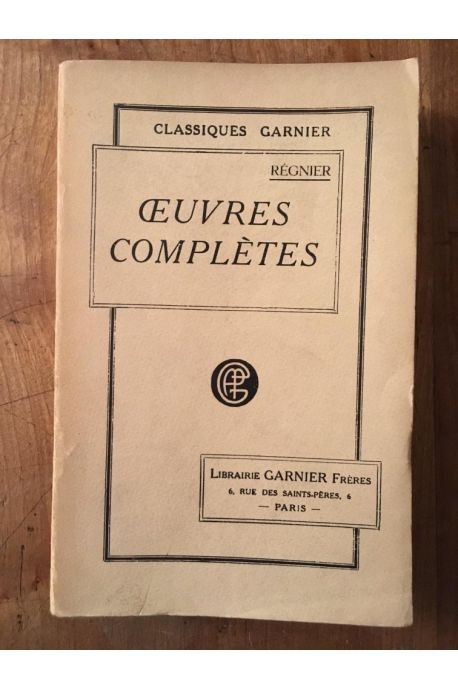 CLASSIQUES GARNIER
RÉGNIER
ŒUVRES
COMPLÈTES
LIBRAIRIE GARNIER FRÈRES
6, RUE DES SAINTS-PÈRES, 6
— PARIS —